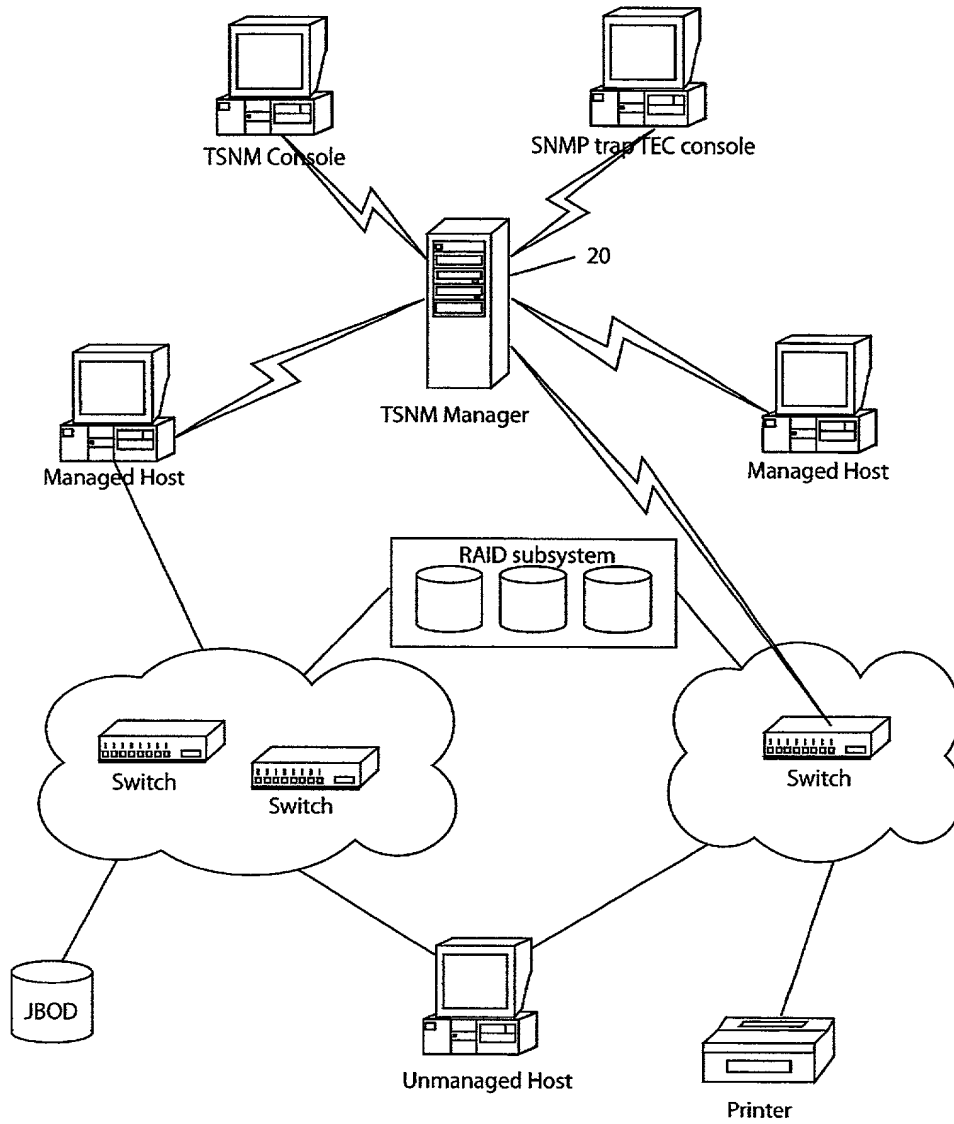 TSNM Console
SNMP trap TEC console
20
TSNM Manager
Managed Host
Managed Host
RAID subsystem
Switch
Switch
Switch
JBOD
Unmanaged Host
Printer